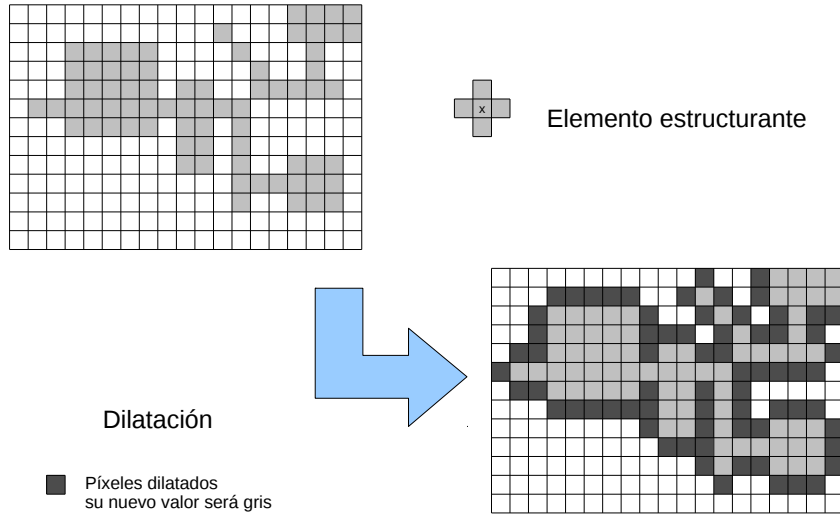 x
Elemento estructurante
Dilatación
Píxeles dilatados
su nuevo valor será gris